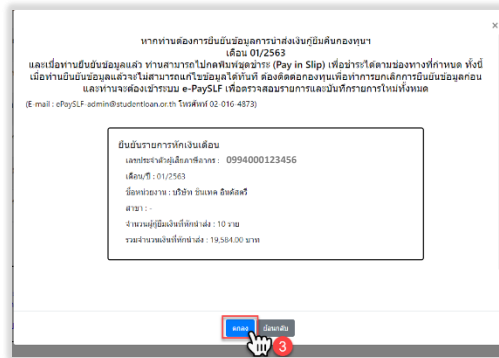 ×
หากท่านต้องการยืนยันข้อมูลการนำส่งเงินกู้ยืมคืนกองทุนฯ
เดือน 01/2563
และเมื่อท่านยืนยันข้อมูลแล้ว ท่านสามารถไปกดพิมพ์ชุดชำระ (Pay in Slip) เพื่อชำระได้ตามช่องทางที่กำหนด ทั้งนี้
เมื่อท่านยืนยันข้อมูลแล้วจะไม่สามารถแก้ไขข้อมูลได้ทันที ต้องติดต่อกองทุนเพื่อทำการยกเลิกการยืนยันข้อมูลก่อน
และท่านจะต้องเข้าระบบ e-PaySLF เพื่อตรวจสอบรายการและบันทึกรายการใหม่ทั้งหมด
(E-mail : ePaySLF-admin@studentloan.or.th โทรศัพท์ 02-016-4873)
ยืนยันรายการหักเงินเดือน
เลขประจำตัวผู้เสียภาษีอากร : 0994000123456
เดือน/ปี : 01/2563
ชื่อหน่วยงาน : บริษัท ชินเทค อินดัสตรี
สาขา : -
จำนวนผู้กู้ยืมเงินที่หักนำส่ง : 10 ราย
รวมจำนวนเงินที่หักนำส่ง : 19,584.00 บาท
ตกลง ย้อนกลับ
3